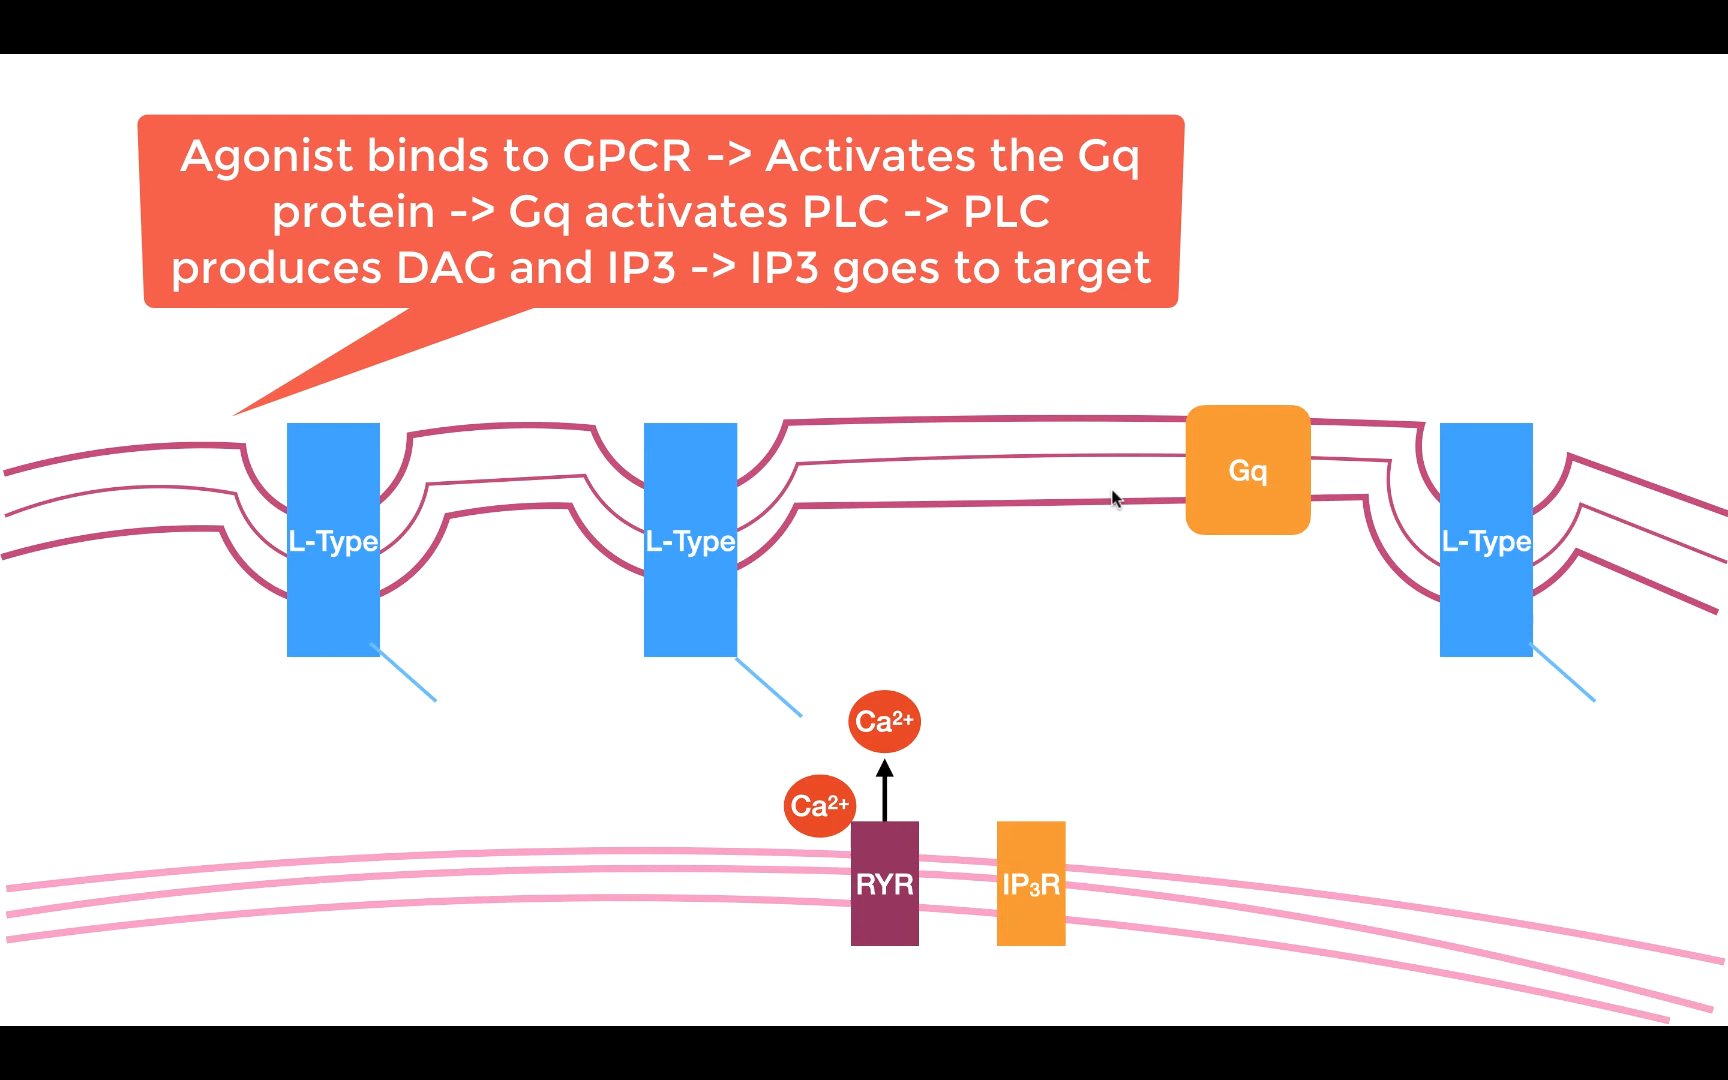 Agonist binds to GPCR -> Activates the Gq
protein -> Gq activates PLC -> PLC
produces DAG and IP3 -> IP3 goes to target
Gq
L-Type
L-Type
L-Type
Ca²⁺
Ca²⁺
RYR
IP₃R